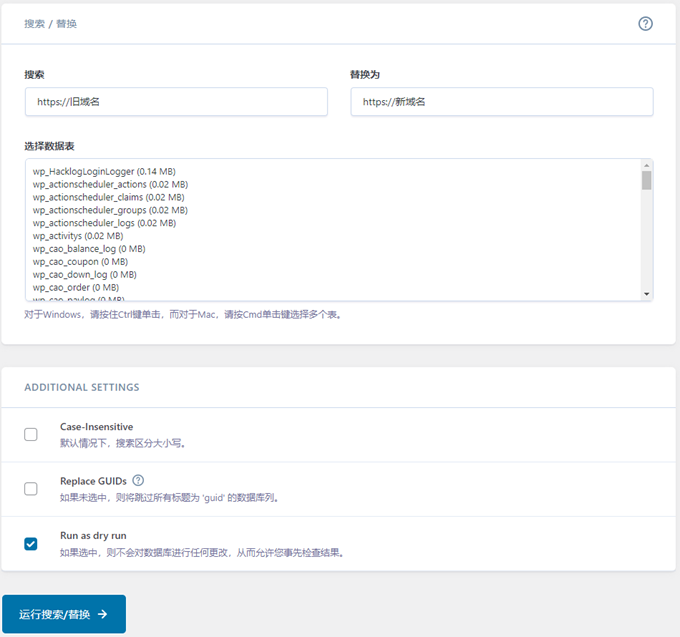 搜索 / 替换
搜索
替换为
https://旧域名
https://新域名
选择数据表
wp_HacklogLoginLogger (0.14 MB)
wp_actionscheduler_actions (0.02 MB)
wp_actionscheduler_claims (0.02 MB)
wp_actionscheduler_groups (0.02 MB)
wp_actionscheduler_logs (0.02 MB)
wp_activitys (0.02 MB)
wp_cao_balance_log (0 MB)
wp_cao_coupon (0 MB)
wp_cao_down_log (0 MB)
wp_cao_order (0 MB)
wp_cao_paylog (0 MB)
对于Windows，请按住Ctrl键单击，而对于Mac，请按Cmd单击键选择多个表。
ADDITIONAL SETTINGS
Case-Insensitive
默认情况下，搜索区分大小写。
Replace GUIDs
如果未选中，则将跳过所有标题为 'guid' 的数据库列。
Run as dry run
如果选中，则不会对数据库进行任何更改，从而允许您事先检查结果。
运行搜索/替换